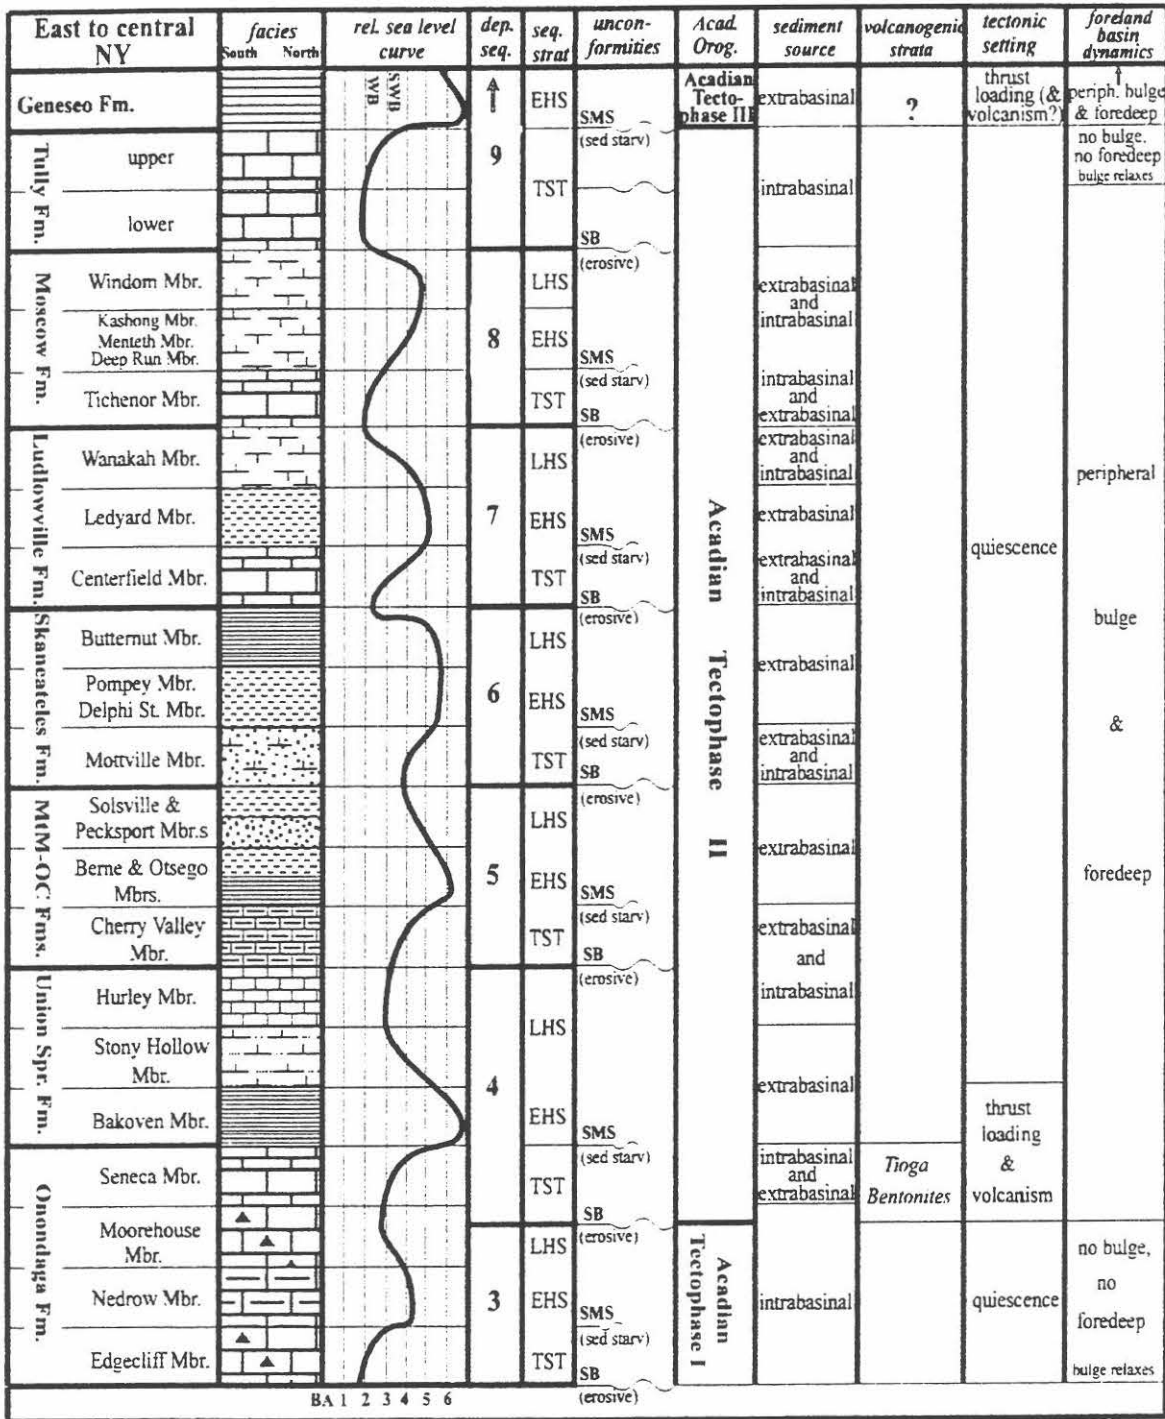 East to central
NY
facies
South North
rel. sea level
curve
dep.
seq.
seq.
strat
uncon-
formities
Acad.
Orog.
sediment
source
volcanogenic
strata
tectonic
setting
foreland
basin
dynamics
Geneseo Fm.
WB
SWB
EHS
SMS
Acadian
Tecto-
phase III
extrabasinal
?
thrust
loading (&
volcanism?)
periph. bulge
& foredeep
Tully Fm.
upper
lower
9
TST
(sed starv)
SB
intrabasinal
no bulge.
no foredeep
bulge relaxes
Moscow Fm.
Windom Mbr.
Kashong Mbr.
Menteth Mbr.
Deep Run Mbr.
Tichenor Mbr.
8
LHS
EHS
TST
(erosive)
SMS
(sed starv)
SB
extrabasinal
and
intrabasinal
intrabasinal
and
extrabasinal
Ludlowville Fm.
Wanakah Mbr.
Ledyard Mbr.
Centerfield Mbr.
7
LHS
EHS
TST
(erosive)
SMS
(sed starv)
SB
extrabasinal
and
intrabasinal
extrabasinal
extrabasinal
and
intrabasinal
Skaneateles Fm.
Butternut Mbr.
Pompey Mbr.
Delphi St. Mbr.
Mottville Mbr.
6
LHS
EHS
TST
(erosive)
SMS
(sed starv)
SB
extrabasinal
extrabasinal
and
intrabasinal
MtM-OC Fms.
Solsville &
Pecksport Mbr.s
Berne & Otsego
Mbrs.
Cherry Valley
Mbr.
5
LHS
EHS
TST
(erosive)
SMS
(sed starv)
SB
extrabasinal
extrabasinal
and
intrabasinal
Union Spr. Fm.
Hurley Mbr.
Stony Hollow
Mbr.
Bakoven Mbr.
4
LHS
EHS
(erosive)
SMS
extrabasinal
Acadian Tectophase II
quiescence
peripheral
bulge
&
foredeep
Onondaga Fm.
Seneca Mbr.
Moorehouse
Mbr.
Nedrow Mbr.
Edgecliff Mbr.
TST
(sed starv)
SB
intrabasinal
and
extrabasinal
Tioga
Bentonites
thrust
loading
&
volcanism
3
LHS
EHS
TST
(erosive)
SMS
(sed starv)
SB
(erosive)
Acadian
Tectophase I
intrabasinal
quiescence
no bulge,
no
foredeep
bulge relaxes
BA 1 2 3 4 5 6